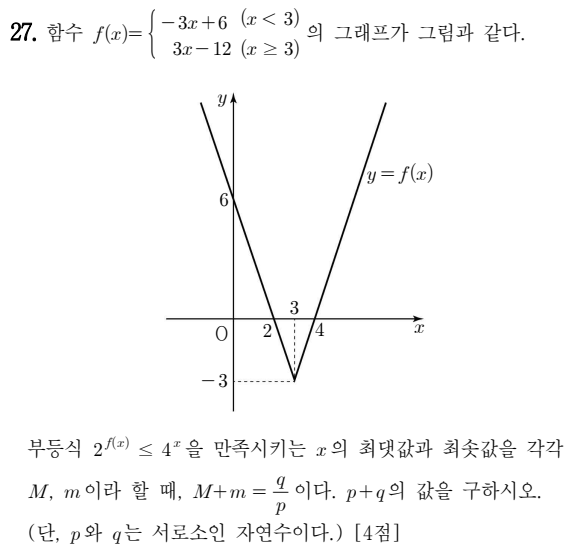 27. 함수 f(x)= { −3x+6 (x < 3)
3x−12 (x ≥ 3) 의 그래프가 그림과 같다.
y
y=f(x)
6
3
O 2 4 x
−3
부등식 2^{f(x)} ≤ 4^x 을 만족시키는 x의 최댓값과 최솟값을 각각
M, m이라 할 때, M+m = q/p 이다. p+q의 값을 구하시오.
(단, p와 q는 서로소인 자연수이다.) [4점]